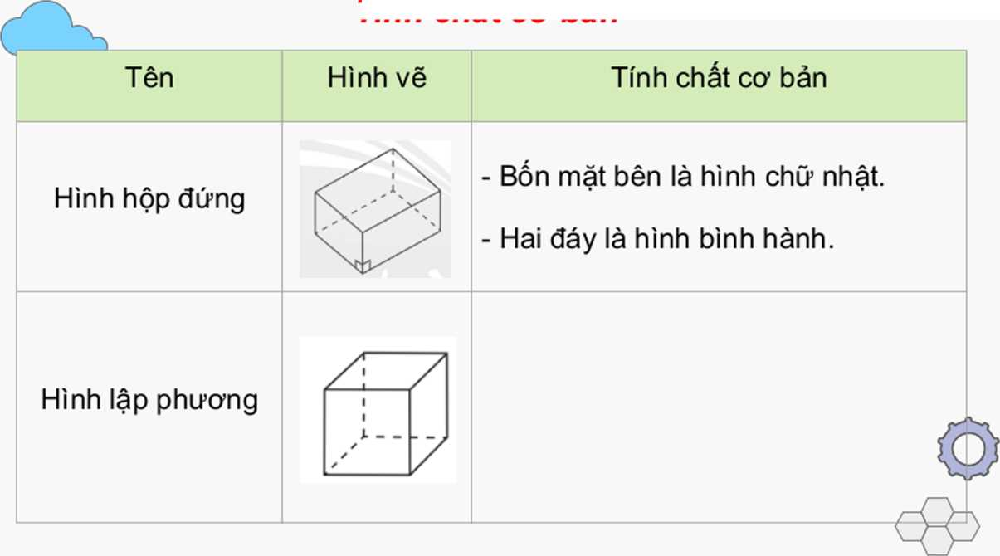 Tên
Hình vẽ
Tính chất cơ bản
Hình hộp đứng
- Bốn mặt bên là hình chữ nhật.
- Hai đáy là hình bình hành.
Hình lập phương